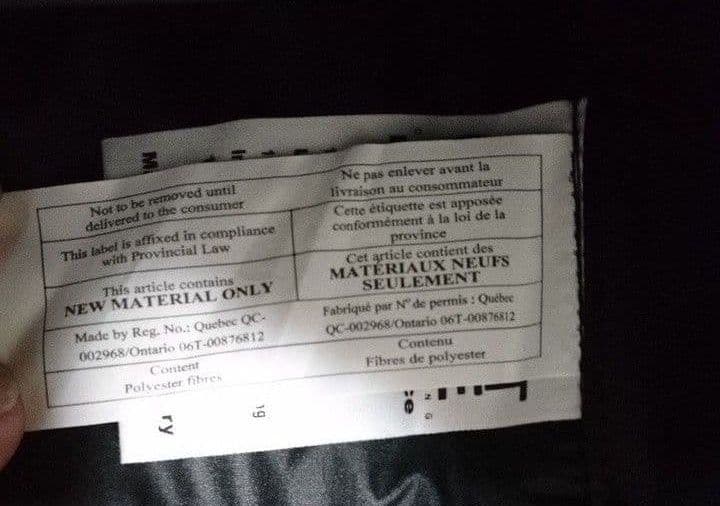 Not to be removed until
delivered to the consumer
This label is affixed in compliance
with Provincial Law
This article contains
NEW MATERIAL ONLY
Made by Reg. No.: Quebec QC-
002968/Ontario 06T-00876812
Content
Polyester fibres
Ne pas enlever avant la
livraison au consommateur
Cette étiquette est apposée
conformément à la loi de la
province
Cet article contient des
MATÉRIAUX NEUFS
SEULEMENT
Fabriqué par Nº de permis : Québec
QC-002968/Ontario 06T-00876812
Contenu
Fibres de polyester
ry